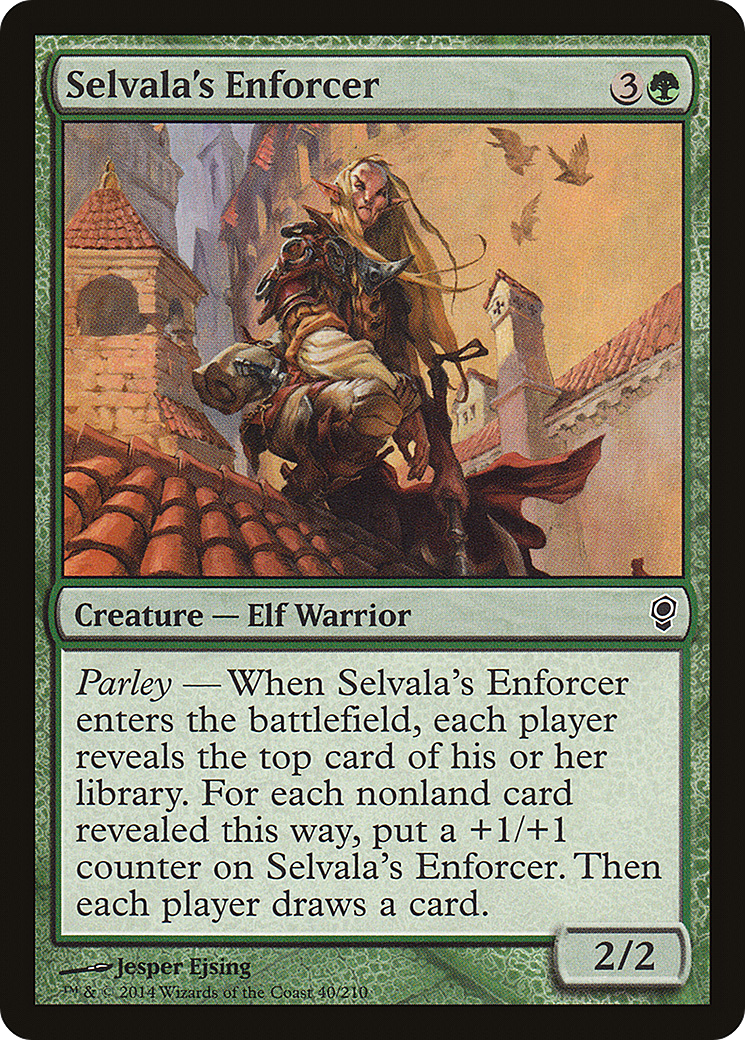 Selvala's Enforcer 3
Creature — Elf Warrior
Parley — When Selvala's Enforcer
enters the battlefield, each player
reveals the top card of his or her
library. For each nonland card
revealed this way, put a +1/+1
counter on Selvala's Enforcer. Then
each player draws a card.
2/2
Jesper Ejsing
™ & © 2014 Wizards of the Coast 40/210